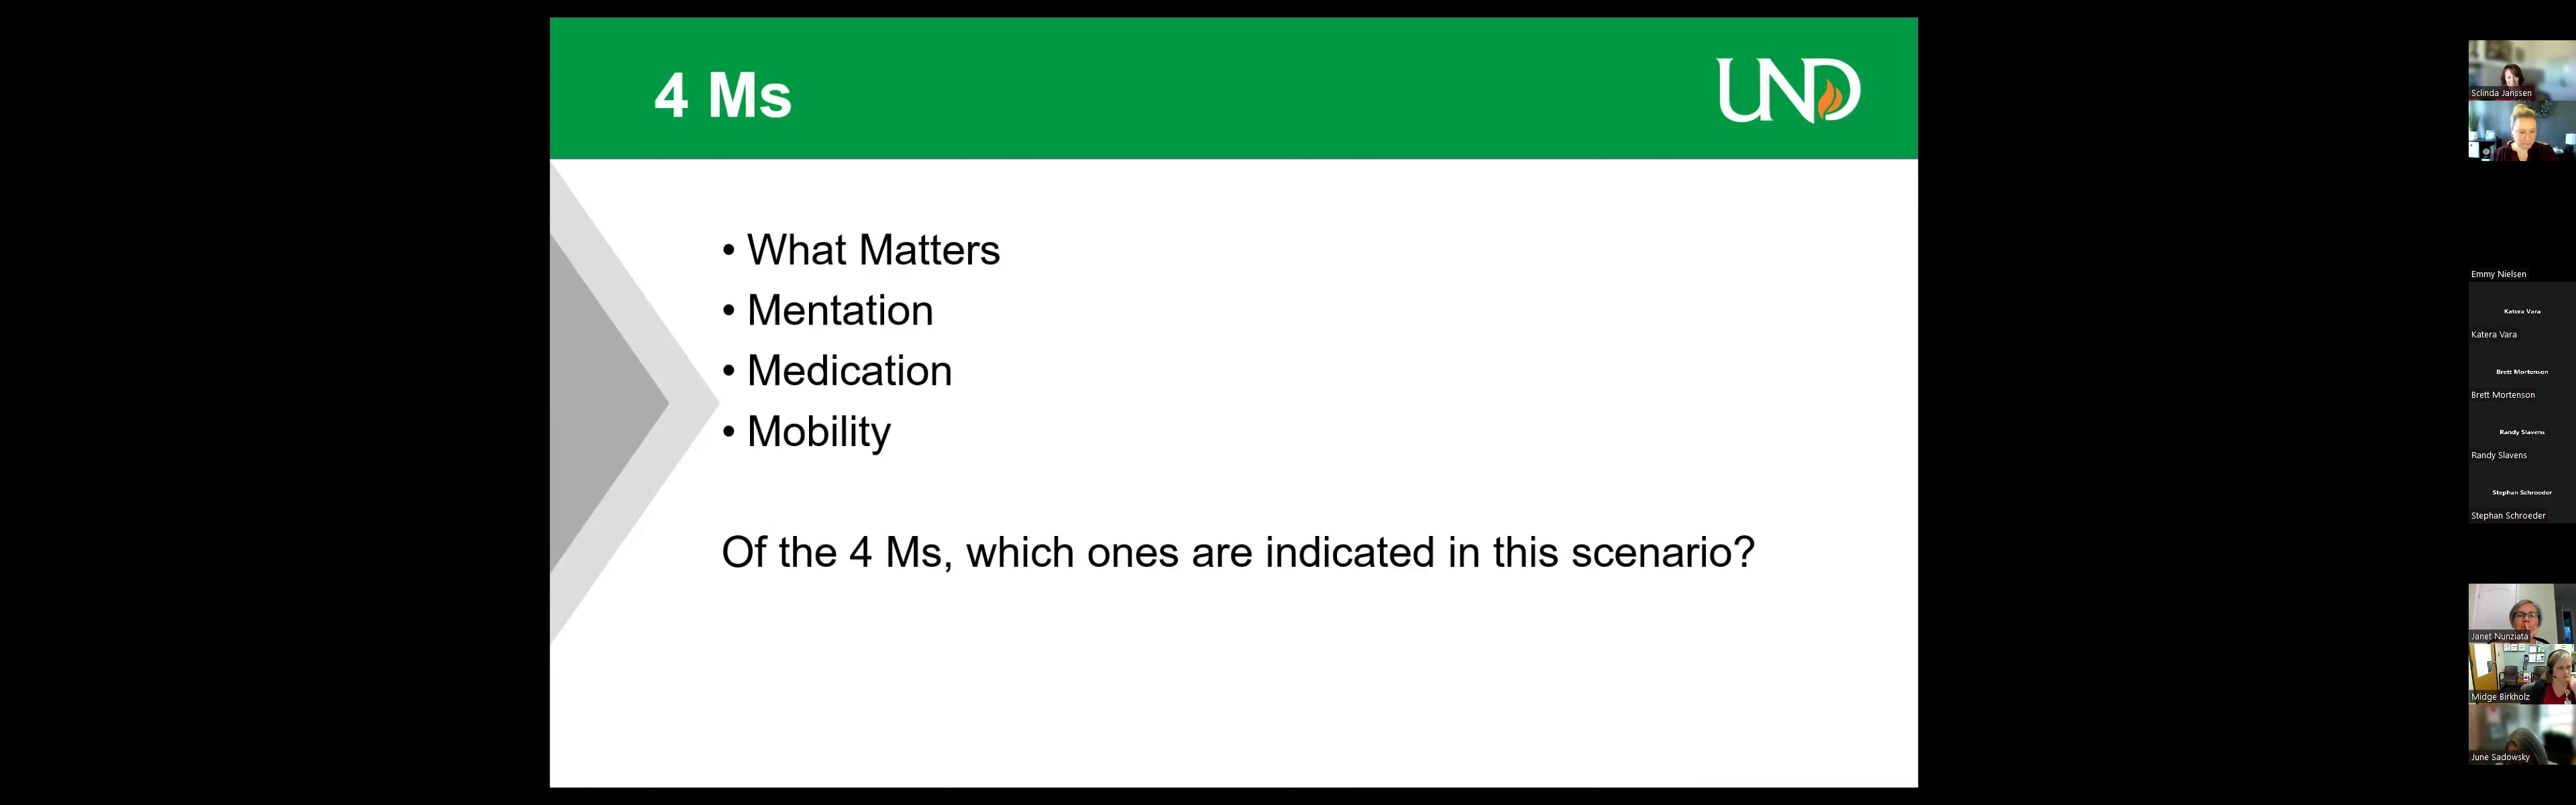 4 Ms
UND
• What Matters
• Mentation
• Medication
• Mobility
Of the 4 Ms, which ones are indicated in this scenario?
Sclinda Janssen
Emmy Nielsen
Katera Vara
Katera Vara
Brett Mortenson
Brett Mortenson
Randy Slavens
Randy Slavens
Stephan Schroeder
Stephan Schroeder
Janet Nunziata
Midge Birkholz
June Sadowsky